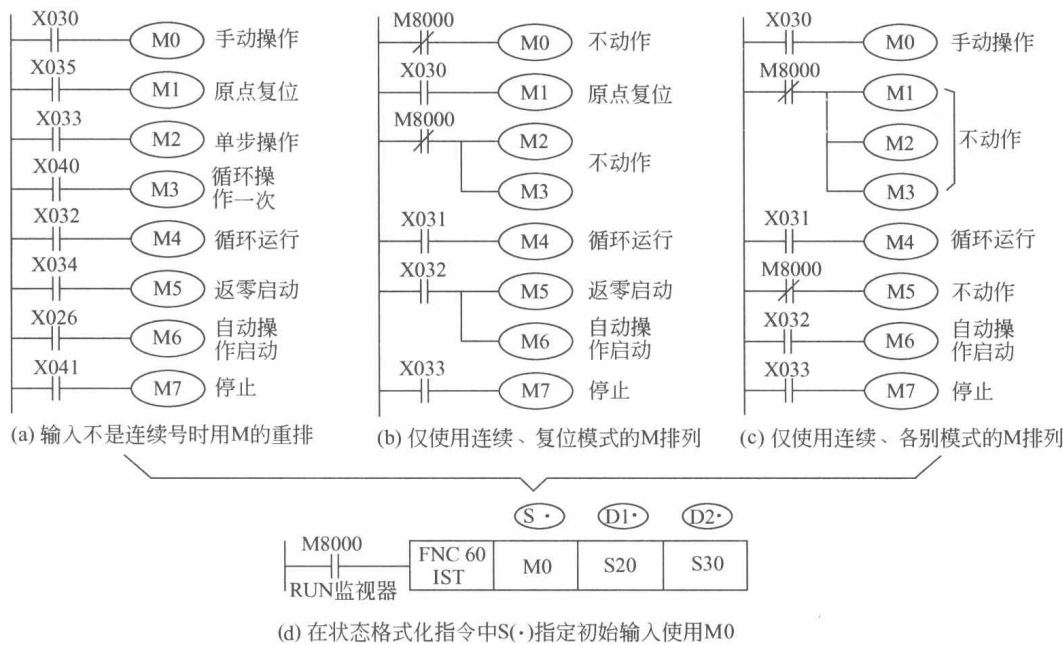 X030
M0 手动操作
X035
M1 原点复位
X033
M2 单步操作
X040
M3 循环操
作一次
X032
M4 循环运行
X034
M5 返零启动
X026
M6 自动操
作启动
X041
M7 停止
(a) 输入不是连续号时用M的重排
M8000
M0 不动作
X030
M1 原点复位
M8000
M2
不动作
M3
X031
M4 循环运行
X032
M5 返零启动
M6 自动操
作启动
X033
M7 停止
(b) 仅使用连续、复位模式的M排列
X030
M0 手动操作
M8000
M1
M2 不动作
M3
X031
M4 循环运行
M8000
M5 不动作
X032
M6 自动操
作启动
X033
M7 停止
(c) 仅使用连续、各别模式的M排列
S · D1· D2·
M8000
RUN监视器
FNC 60
IST
M0 S20 S30
(d) 在状态格式化指令中S(·)指定初始输入使用M0